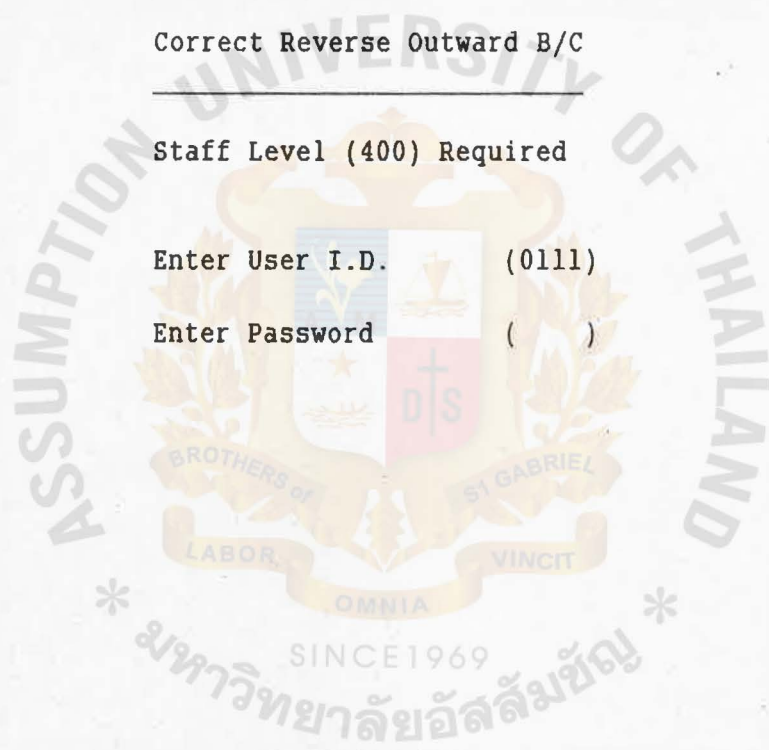 Correct Reverse Outward B/C
Staff Level (400) Required
Enter User I.D. (0111)
Enter Password ( )
ASSUMPTION UNIVERSITY OF THAILAND
D S
BROTHERS of St GABRIEL
LABOR OMNIA VINCIT
SINCE1969
* มหาวิทยาลัยอัสสัมชัญ *